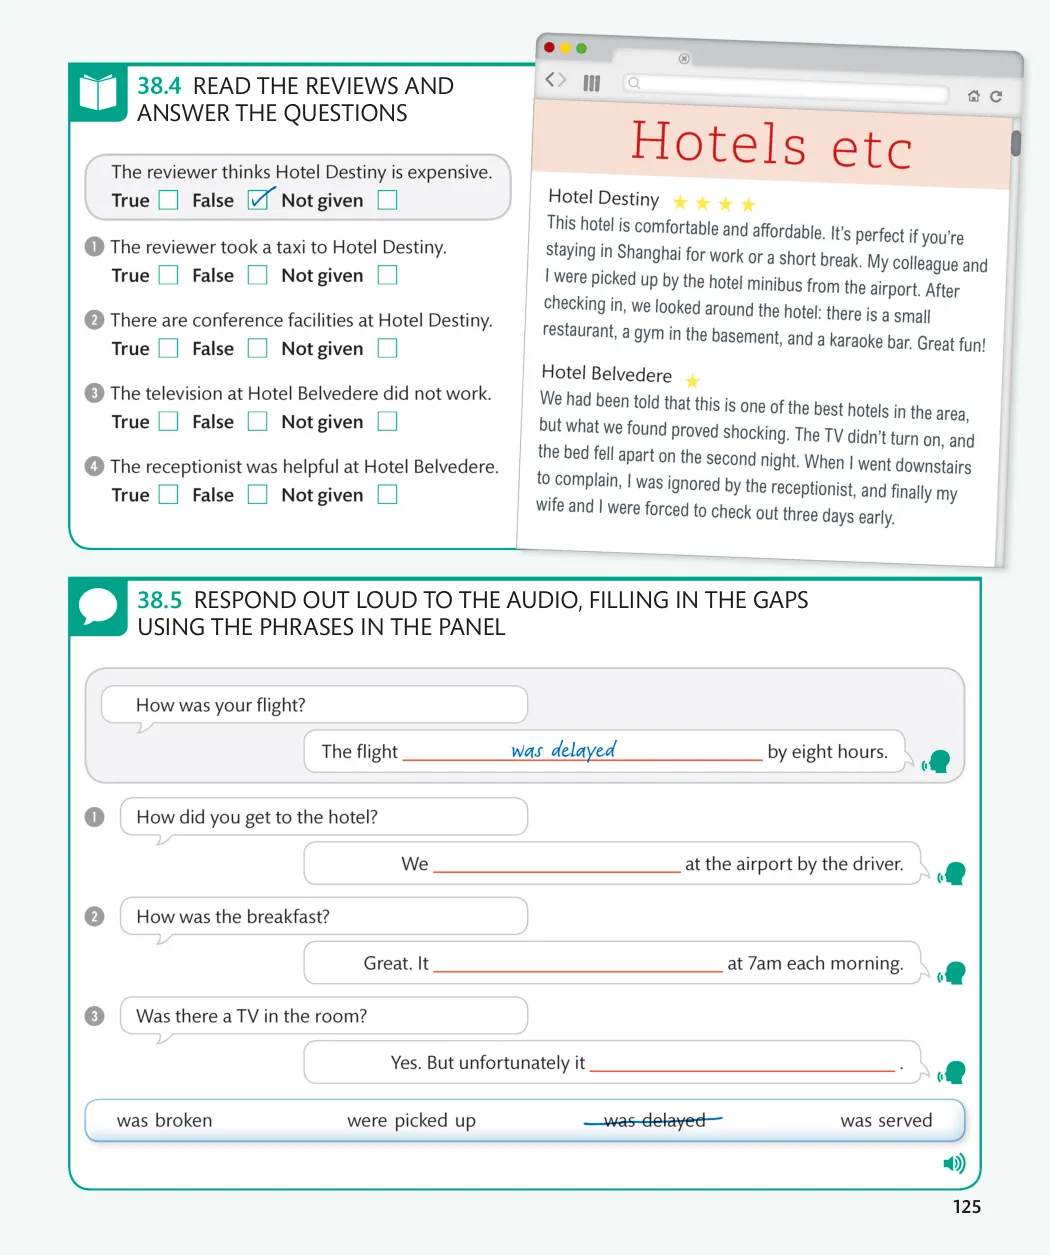 38.4 READ THE REVIEWS AND
ANSWER THE QUESTIONS
The reviewer thinks Hotel Destiny is expensive.
True False ✓ Not given
1 The reviewer took a taxi to Hotel Destiny.
True False Not given
2 There are conference facilities at Hotel Destiny.
True False Not given
3 The television at Hotel Belvedere did not work.
True False Not given
4 The receptionist was helpful at Hotel Belvedere.
True False Not given
Hotels etc
Hotel Destiny ★ ★ ★ ★
This hotel is comfortable and affordable. It's perfect if you're
staying in Shanghai for work or a short break. My colleague and
I were picked up by the hotel minibus from the airport. After
checking in, we looked around the hotel: there is a small
restaurant, a gym in the basement, and a karaoke bar. Great fun!
Hotel Belvedere ★
We had been told that this is one of the best hotels in the area,
but what we found proved shocking. The TV didn't turn on, and
the bed fell apart on the second night. When I went downstairs
to complain, I was ignored by the receptionist, and finally my
wife and I were forced to check out three days early.
38.5 RESPOND OUT LOUD TO THE AUDIO, FILLING IN THE GAPS
USING THE PHRASES IN THE PANEL
How was your flight?
The flight was delayed by eight hours.
1 How did you get to the hotel?
We ____ at the airport by the driver.
2 How was the breakfast?
Great. It ____ at 7am each morning.
3 Was there a TV in the room?
Yes. But unfortunately it ____ .
was broken were picked up was delayed was served
125